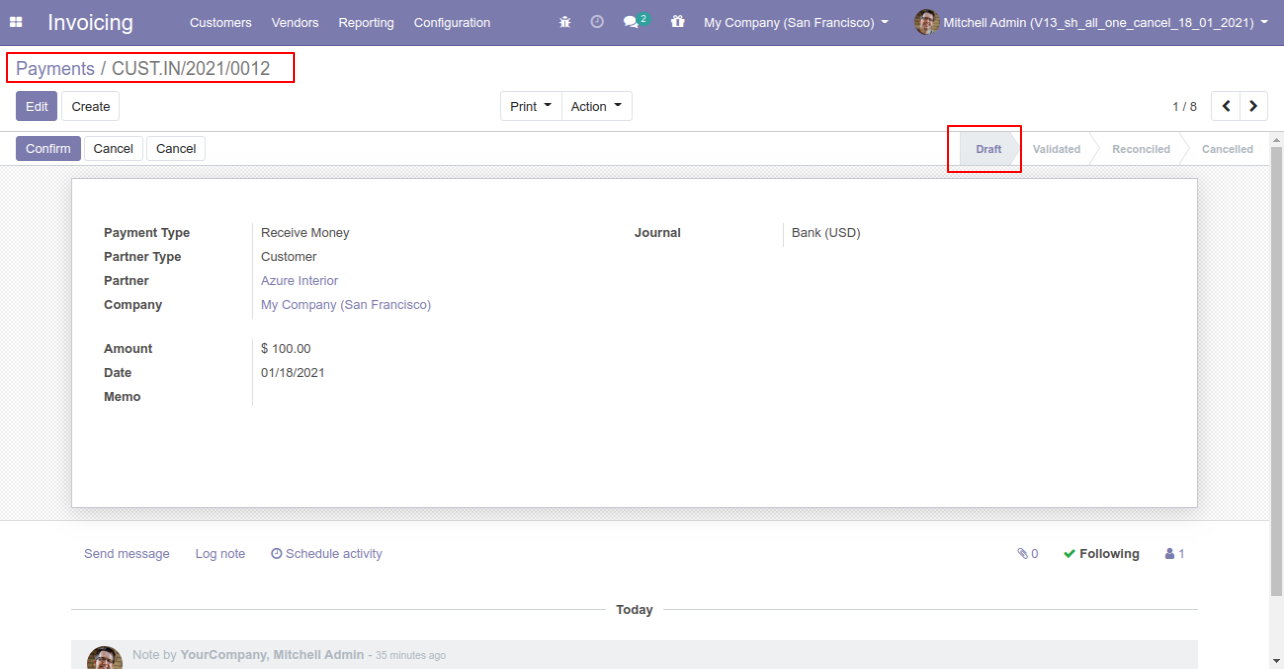 Invoicing Customers Vendors Reporting Configuration 2 My Company (San Francisco) Mitchell Admin (V13_sh_all_one_cancel_18_01_2021)
Payments / CUST.IN/2021/0012
Edit Create Print Action 1 / 8
Confirm Cancel Cancel Draft Validated Reconciled Cancelled
Payment Type Receive Money Journal Bank (USD)
Partner Type Customer
Partner Azure Interior
Company My Company (San Francisco)
Amount $ 100.00
Date 01/18/2021
Memo
Send message Log note Schedule activity 0 Following 1
Today
Note by YourCompany, Mitchell Admin - 35 minutes ago